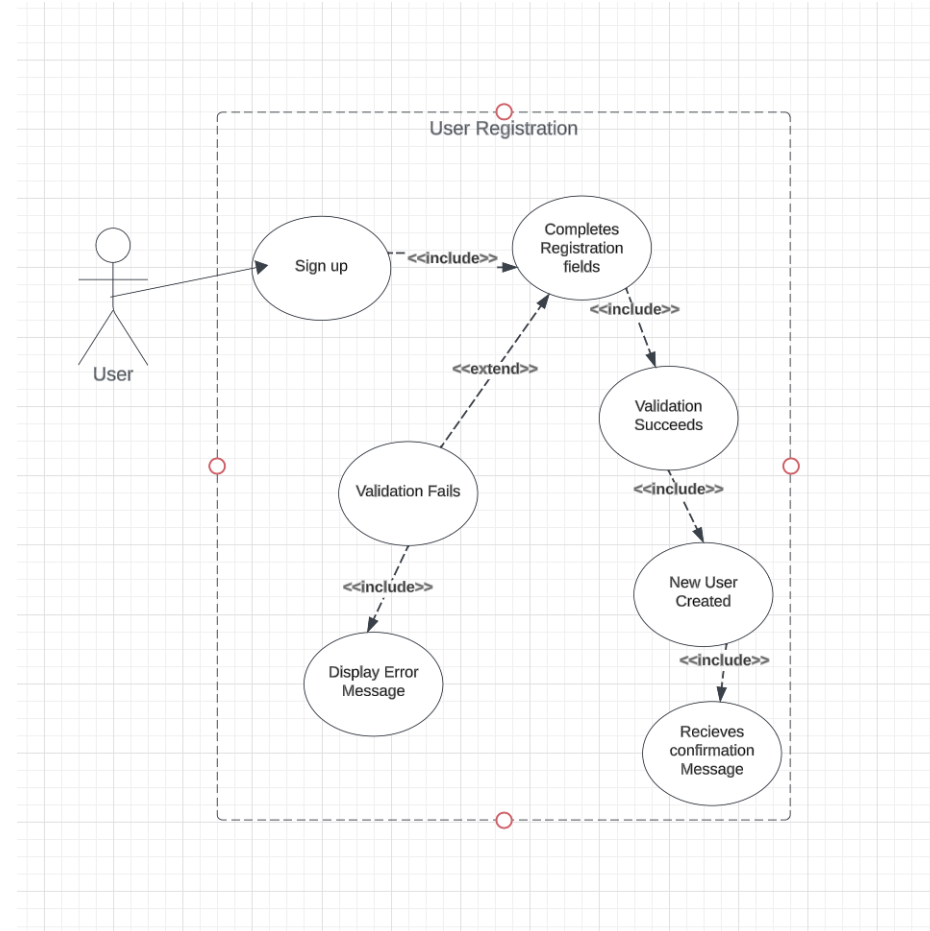 User Registration
Completes
Registration
fields
Sign up
<<include>>
<<include>>
User
<<extend>>
Validation
Succeeds
Validation Fails
<<include>>
<<include>>
New User
Created
Display Error
Message
<<include>>
Recieves
confirmation
Message